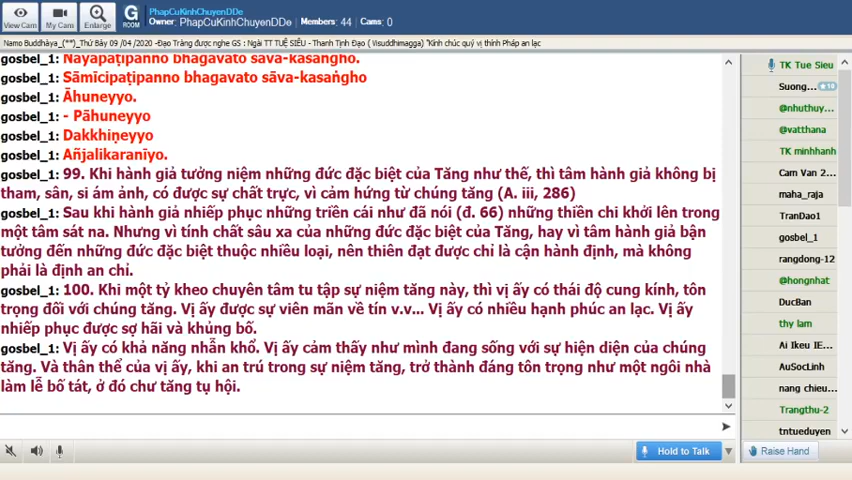 PhapCuKinhChuyenDDe
Owner: PhapCuKinhChuyenDDe | Members: 44 | Cams: 0
View Cam
My Cam
Enlarge
G
ROOM
Namo Buddhàya_(**)_Thứ Bảy 09 /04 /2020 -Đạo Tràng được nghe GS : Ngài TT TUỆ SIÊU - Thanh Tịnh Đạo ( Visuddhimagga) "Kính chúc quý vị thính Pháp an lạc
gosbel_1: Ñāyapaṭipanno bhagavato sāva-kasaṅgho.
gosbel_1: Sāmīcipaṭipanno bhagavato sāva-kasaṅgho
gosbel_1: Āhuneyyo.
gosbel_1: - Pāhuneyyo
gosbel_1: Dakkhiṇeyyo
gosbel_1: Añjalikaranīyo.
gosbel_1: 99. Khi hành giả tưởng niệm những đức đặc biệt của Tăng như thế, thì tâm hành giả không bị
tham, sân, si ám ảnh, có được sự chất trực, vì cảm hứng từ chúng tăng (A. iii, 286)
gosbel_1: Sau khi hành giả nhiếp phục những triền cái như đã nói (đ. 66) những thiền chi khởi lên trong
một tâm sát na. Nhưng vì tính chất sâu xa của những đức đặc biệt của Tăng, hay vì tâm hành giả bận
tưởng đến những đức đặc biệt thuộc nhiều loại, nên thiên đạt được chỉ là cận hành định, mà không
phải là định an chỉ.
gosbel_1: 100. Khi một tỷ kheo chuyên tâm tu tập sự niệm tăng này, thì vị ấy có thái độ cung kính, tôn
trọng đối với chúng tăng. Vị ấy được sự viên mãn về tín v.v... Vị ấy có nhiều hạnh phúc an lạc. Vị ấy
nhiếp phục được sợ hãi và khủng bố.
gosbel_1: Vị ấy có khả năng nhẫn khổ. Vị ấy cảm thấy như mình đang sống với sự hiện diện của chúng
tăng. Và thân thể của vị ấy, khi an trú trong sự niệm tăng, trở thành đáng tôn trọng như một ngôi nhà
làm lễ bố tát, ở đó chư tăng tụ hội.
TK Tue Sieu
Suong...
10
@nhuthuy...
@vatthana
TK minhhanh
Cam Van 2...
maha_raja
TranDao1
gosbel_1
rangdong-12
@hongnhat
DucBan
thy lam
Ai Ikeu IE...
AuSocLinh
nang chieu...
Trangthu-2
tntueduyen
Hold to Talk
Raise Hand